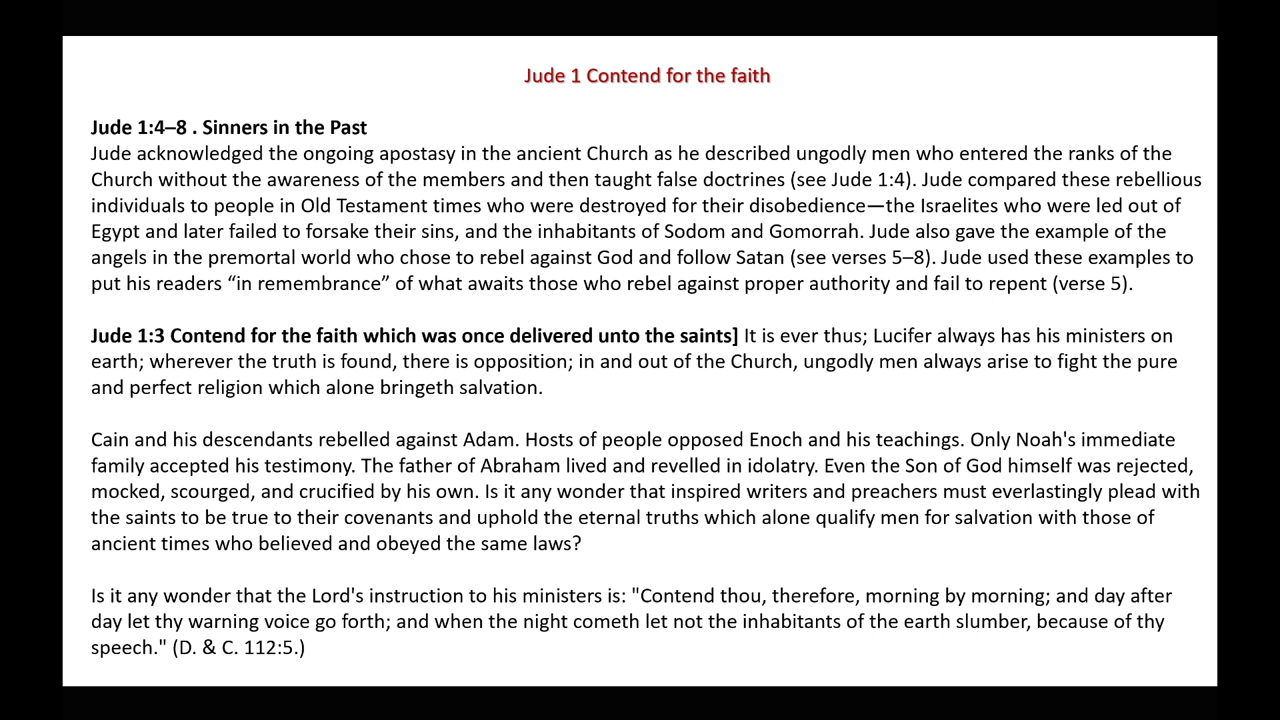 Jude 1 Contend for the faith
Jude 1:4–8 . Sinners in the Past
Jude acknowledged the ongoing apostasy in the ancient Church as he described ungodly men who entered the ranks of the
Church without the awareness of the members and then taught false doctrines (see Jude 1:4). Jude compared these rebellious
individuals to people in Old Testament times who were destroyed for their disobedience—the Israelites who were led out of
Egypt and later failed to forsake their sins, and the inhabitants of Sodom and Gomorrah. Jude also gave the example of the
angels in the premortal world who chose to rebel against God and follow Satan (see verses 5–8). Jude used these examples to
put his readers “in remembrance” of what awaits those who rebel against proper authority and fail to repent (verse 5).
Jude 1:3 Contend for the faith which was once delivered unto the saints] It is ever thus; Lucifer always has his ministers on
earth; wherever the truth is found, there is opposition; in and out of the Church, ungodly men always arise to fight the pure
and perfect religion which alone bringeth salvation.
Cain and his descendants rebelled against Adam. Hosts of people opposed Enoch and his teachings. Only Noah's immediate
family accepted his testimony. The father of Abraham lived and revelled in idolatry. Even the Son of God himself was rejected,
mocked, scourged, and crucified by his own. Is it any wonder that inspired writers and preachers must everlastingly plead with
the saints to be true to their covenants and uphold the eternal truths which alone qualify men for salvation with those of
ancient times who believed and obeyed the same laws?
Is it any wonder that the Lord's instruction to his ministers is: "Contend thou, therefore, morning by morning; and day after
day let thy warning voice go forth; and when the night cometh let not the inhabitants of the earth slumber, because of thy
speech." (D. & C. 112:5.)